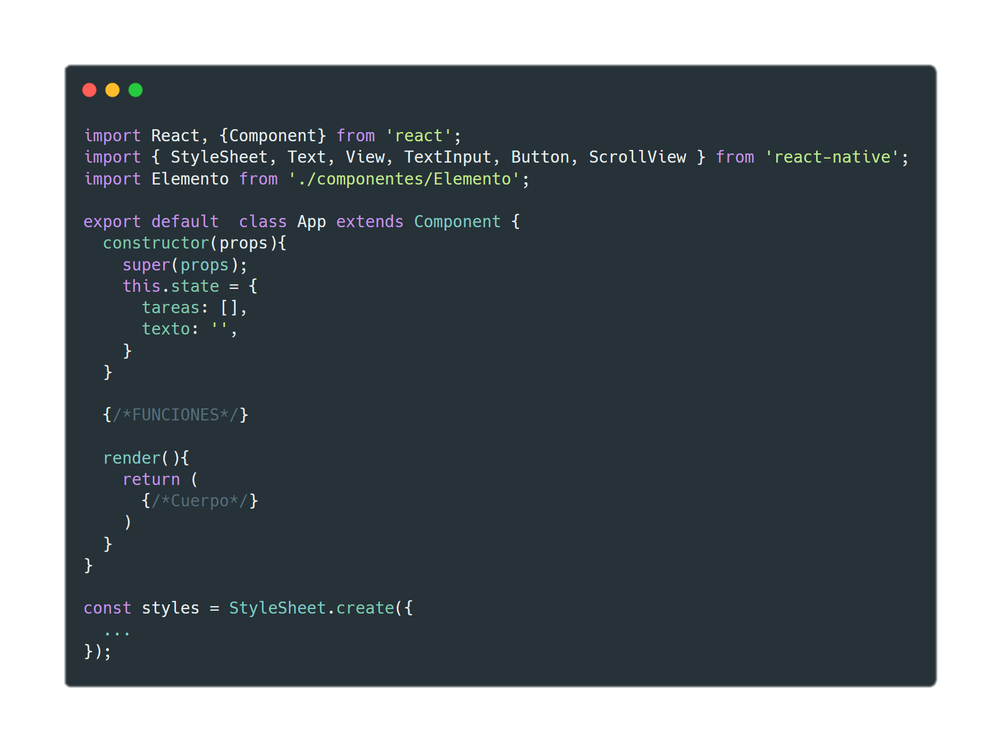 import React, {Component} from 'react';
import { StyleSheet, Text, View, TextInput, Button, ScrollView } from 'react-native';
import Elemento from './componentes/Elemento';

export default  class App extends Component {
  constructor(props){
    super(props);
    this.state = {
      tareas: [],
      texto: '',
    }
  }

  {/*FUNCIONES*/}

  render(){
    return (
      {/*Cuerpo*/}
    )
  }
}

const styles = StyleSheet.create({
  ...
});